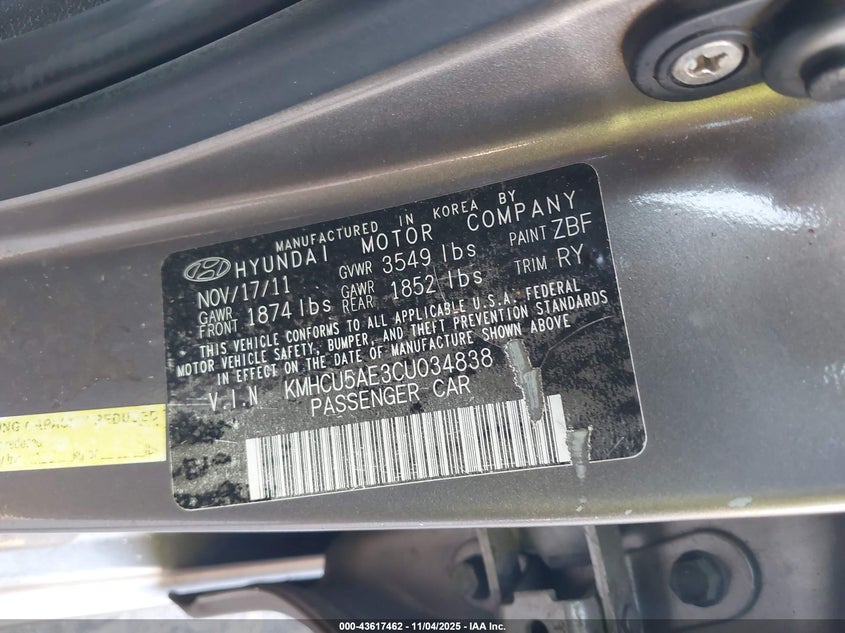 MANUFACTURED IN KOREA BY
HYUNDAI MOTOR COMPANY
NOV/17/11 GVWR 3549 lbs PAINT ZBF
GAWR FRONT 1874 lbs GAWR REAR 1852 lbs TRIM RY
THIS VEHICLE CONFORMS TO ALL APPLICABLE U.S.A. FEDERAL
MOTOR VEHICLE SAFETY, BUMPER, AND THEFT PREVENTION STANDARDS
IN EFFECT ON THE DATE OF MANUFACTURE SHOWN ABOVE
V.I.N KMHCU5AE3CU034838
PASSENGER CAR
REDUCED
000-43617462 - 11/04/2025 - IAA Inc.